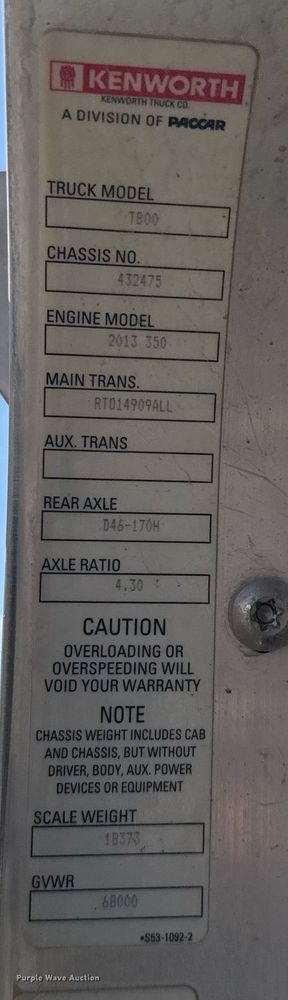 KENWORTH
KENWORTH TRUCK CO.
A DIVISION OF PACCAR
TRUCK MODEL
T800
CHASSIS NO.
432475
ENGINE MODEL
2013 350
MAIN TRANS.
RTO14909ALL
AUX. TRANS
REAR AXLE
D46-170H
AXLE RATIO
4.30
CAUTION
OVERLOADING OR
OVERSPEEDING WILL
VOID YOUR WARRANTY
NOTE
CHASSIS WEIGHT INCLUDES CAB
AND CHASSIS, BUT WITHOUT
DRIVER, BODY, AUX. POWER
DEVICES OR EQUIPMENT
SCALE WEIGHT
18373
GVWR
68000
*S53-1092-2
Purple Wave Auction